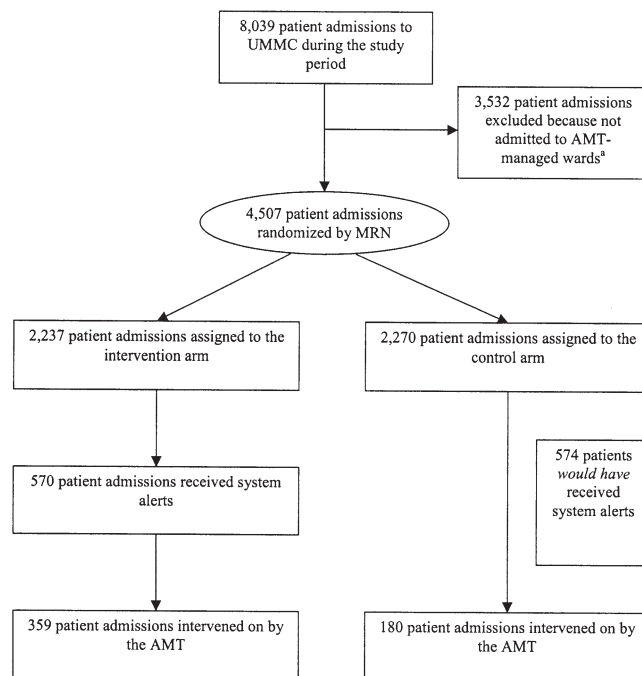 8,039 patient admissions to
UMMC during the study
period
3,532 patient admissions
excluded because not
admitted to AMT-
managed wardsa
4,507 patient admissions
randomized by MRN
2,237 patient admissions assigned to the
intervention arm
2,270 patient admissions assigned to the
control arm
574 patients
would have
received
system alerts
570 patient admissions received system
alerts
359 patient admissions intervened on by
the AMT
180 patient admissions intervened on by
the AMT